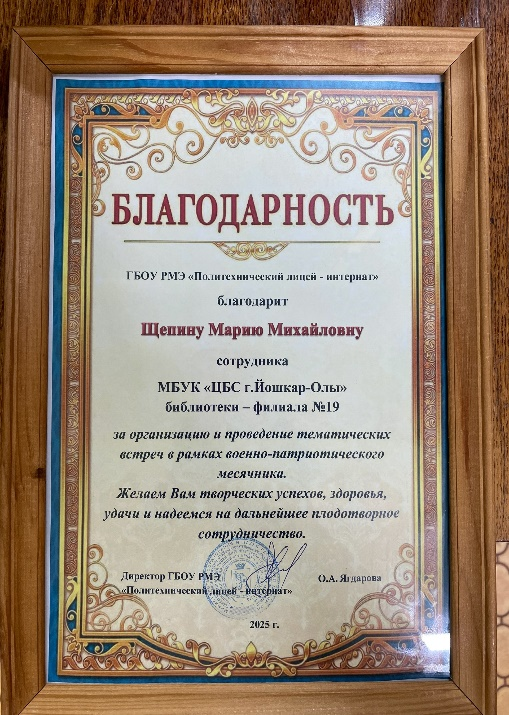 БЛАГОДАРНОСТЬ
ГБОУ РМЭ «Политехнический лицей - интернат»
благодарит
Щепину Марию Михайловну
сотрудника
МБУК «ЦБС г.Йошкар-Олы»
библиотеки – филиала №19
за организацию и проведение тематических
встреч в рамках военно-патриотического
месячника.
Желаем Вам творческих успехов, здоровья,
удачи и надеемся на дальнейшее плодотворное
сотрудничество.
Директор ГБОУ РМЭ
«Политехнический лицей - интернат»
О.А. Ягдарова
2025 г.